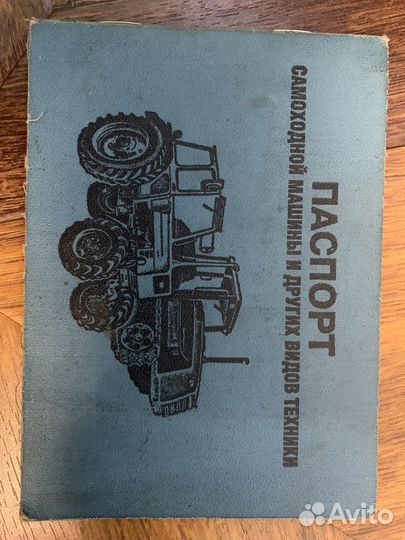 ПАСПОРТ
САМОХОДНОЙ МАШИНЫ И ДРУГИХ ВИДОВ ТЕХНИКИ
Avito